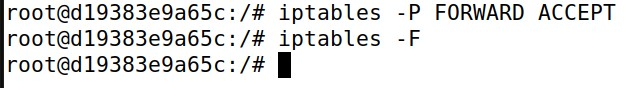 root@d19383e9a65c:/# iptables -P FORWARD ACCEPT
root@d19383e9a65c:/# iptables -F
root@d19383e9a65c:/#